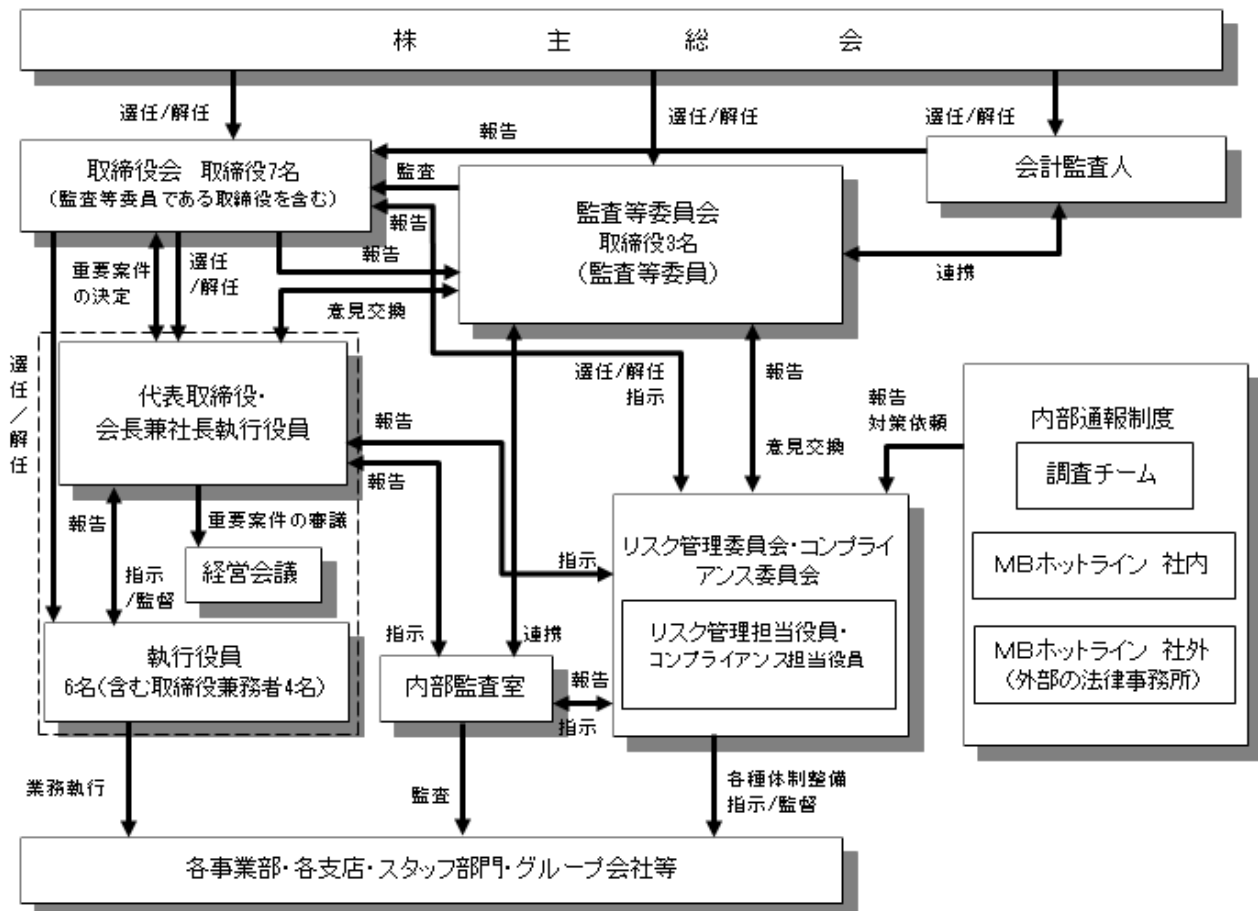 株主総会
選任/解任
選任/解任
選任/解任
報告
取締役会 取締役7名
(監査等委員である取締役を含む)
監査
報告
監査等委員会
取締役3名
(監査等委員)
会計監査人
連携
重要案件
の決定
選任
/解任
報告
意見交換
選任/解任
代表取締役・
会長兼社長執行役員
報告
報告
選任/解任
指示
報告
意見交換
報告
対策依頼
内部通報制度
調査チーム
MBホットライン 社内
MBホットライン 社外
(外部の法律事務所)
報告
指示
/監督
重要案件の審議
経営会議
指示
リスク管理委員会・コンプライ
アンス委員会
リスク管理担当役員・
コンプライアンス担当役員
執行役員
6名(含む取締役兼務者4名)
指示
連携
内部監査室
報告
指示
業務執行
監査
各種体制整備
指示/監督
各事業部・各支店・スタッフ部門・グループ会社等